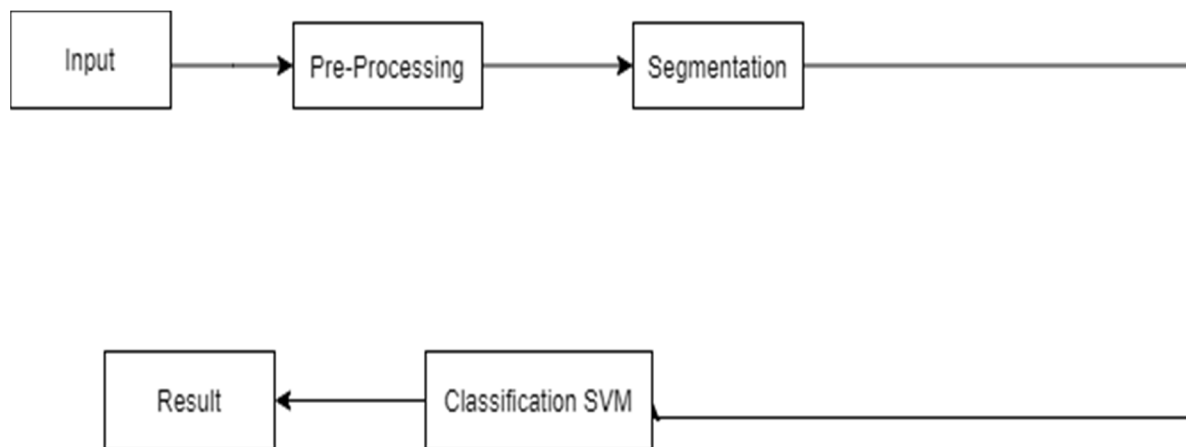 Input
Pre-Processing
Segmentation
Result
Classification SVM